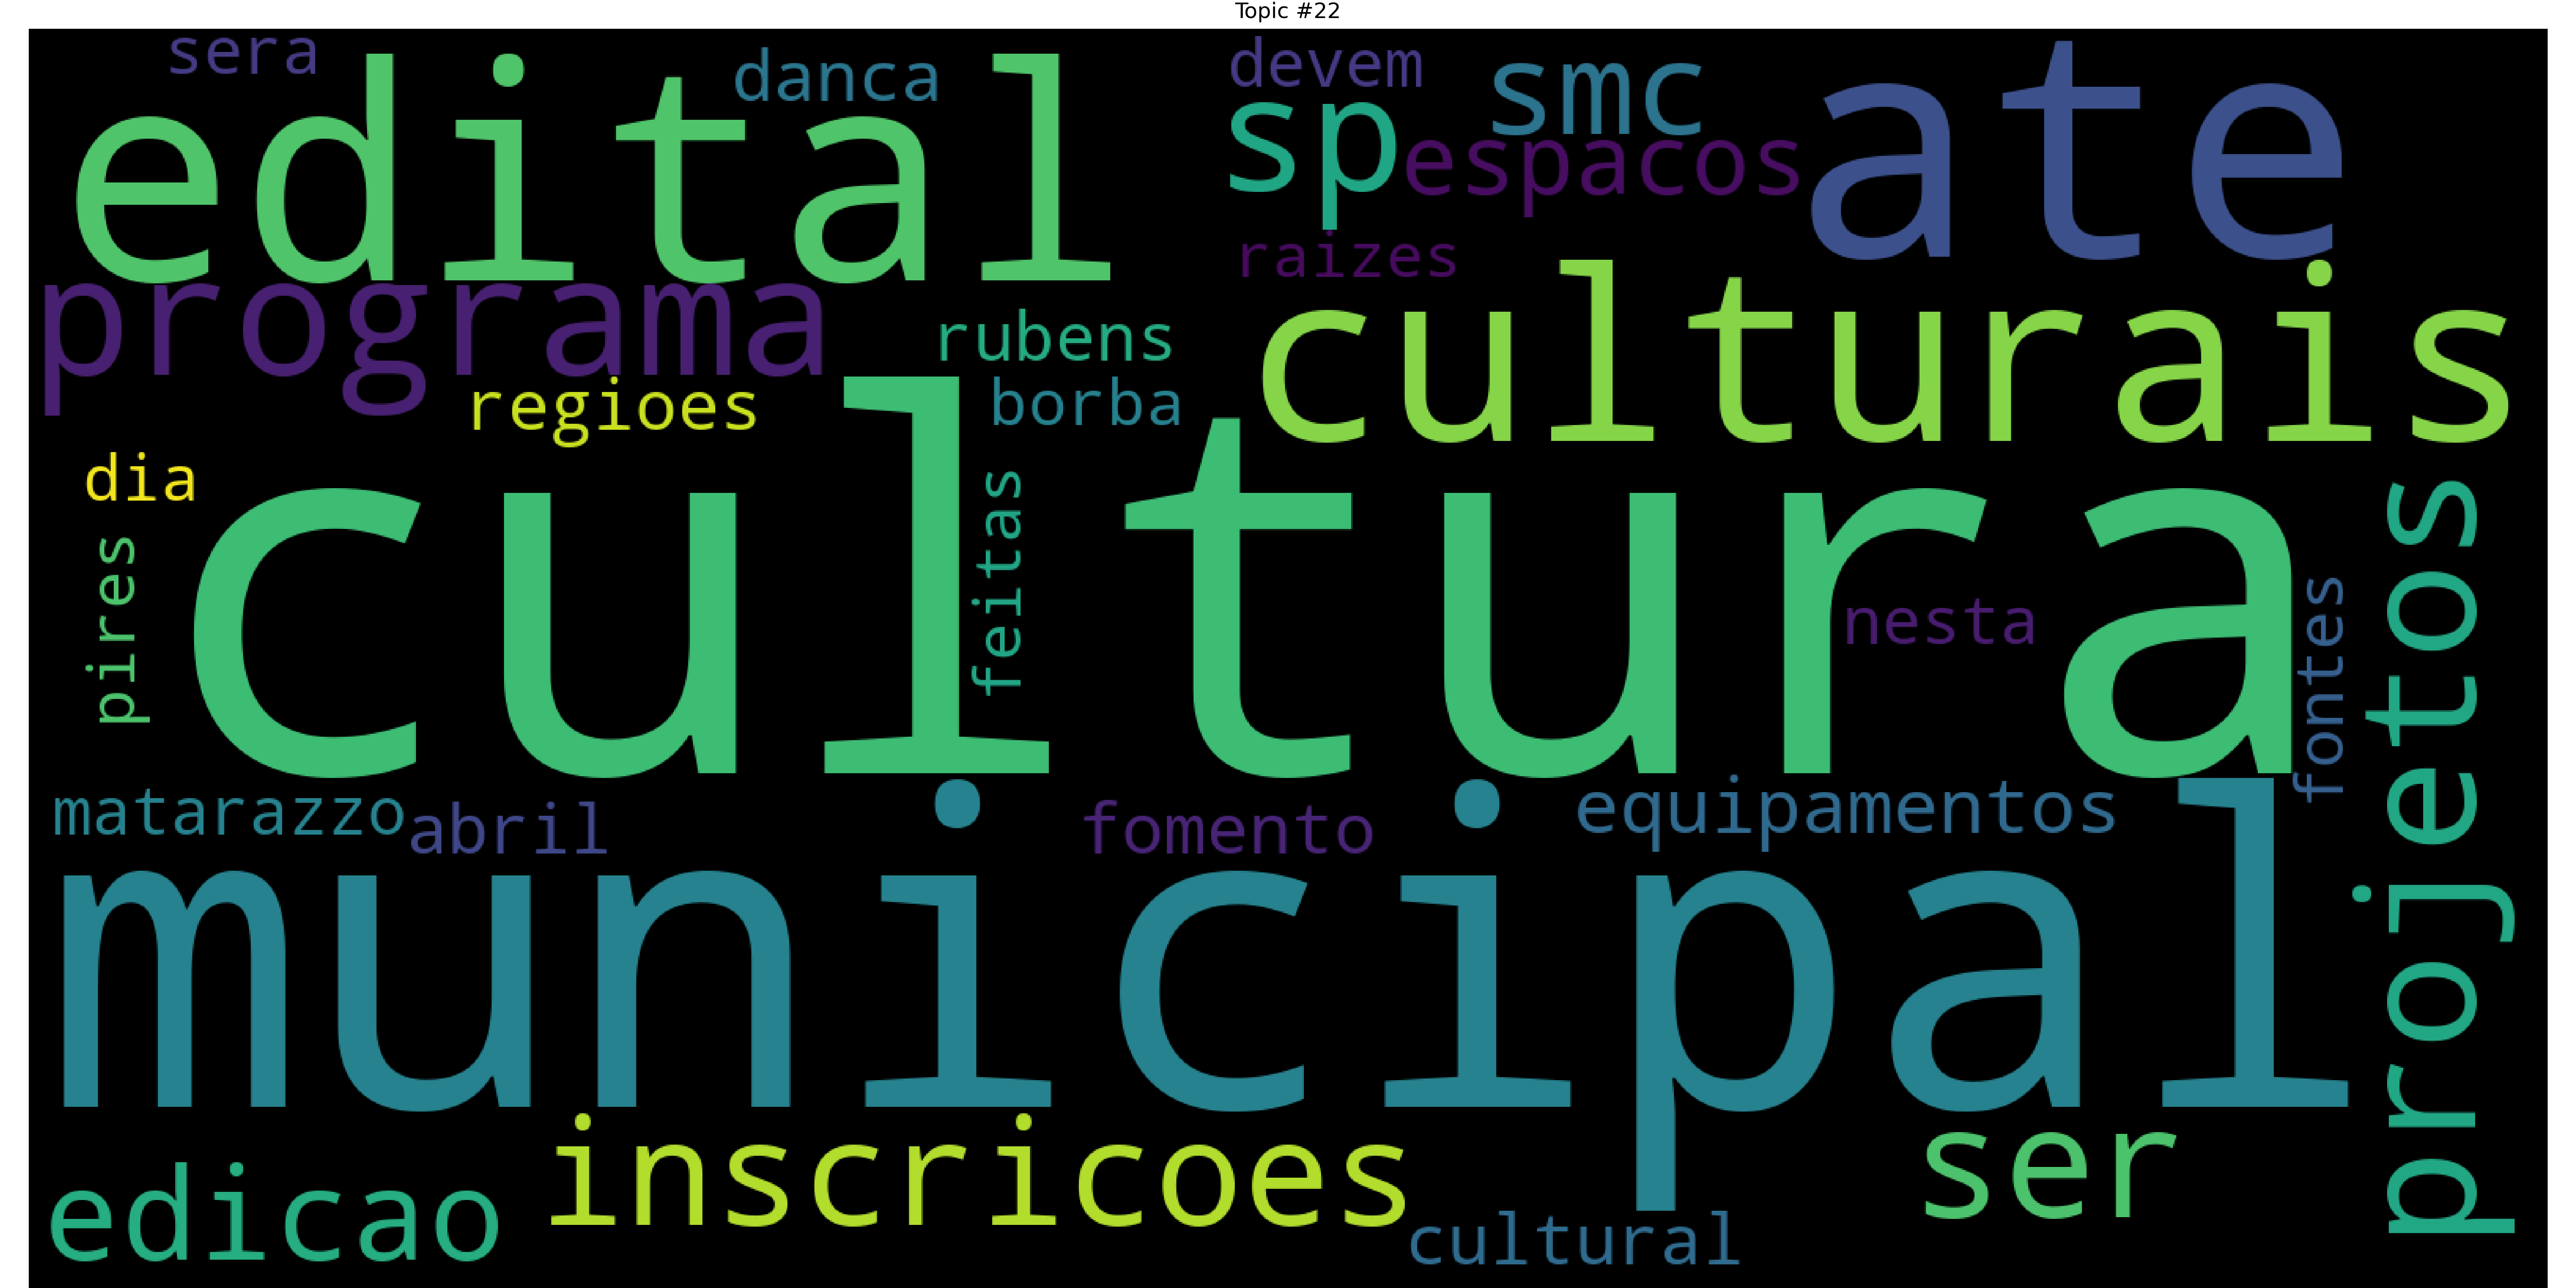 Topic #22
sera
edital
danca
devem
sp
smc
espacos
ate
raizes
programa
rubens
culturais
regioes
borba
dia
cultura
feitas
pires
nesta
fontes
projetos
matarazzo
abril
fomento
equipamentos
municipal
inscricoes
edicao
ser
cultural